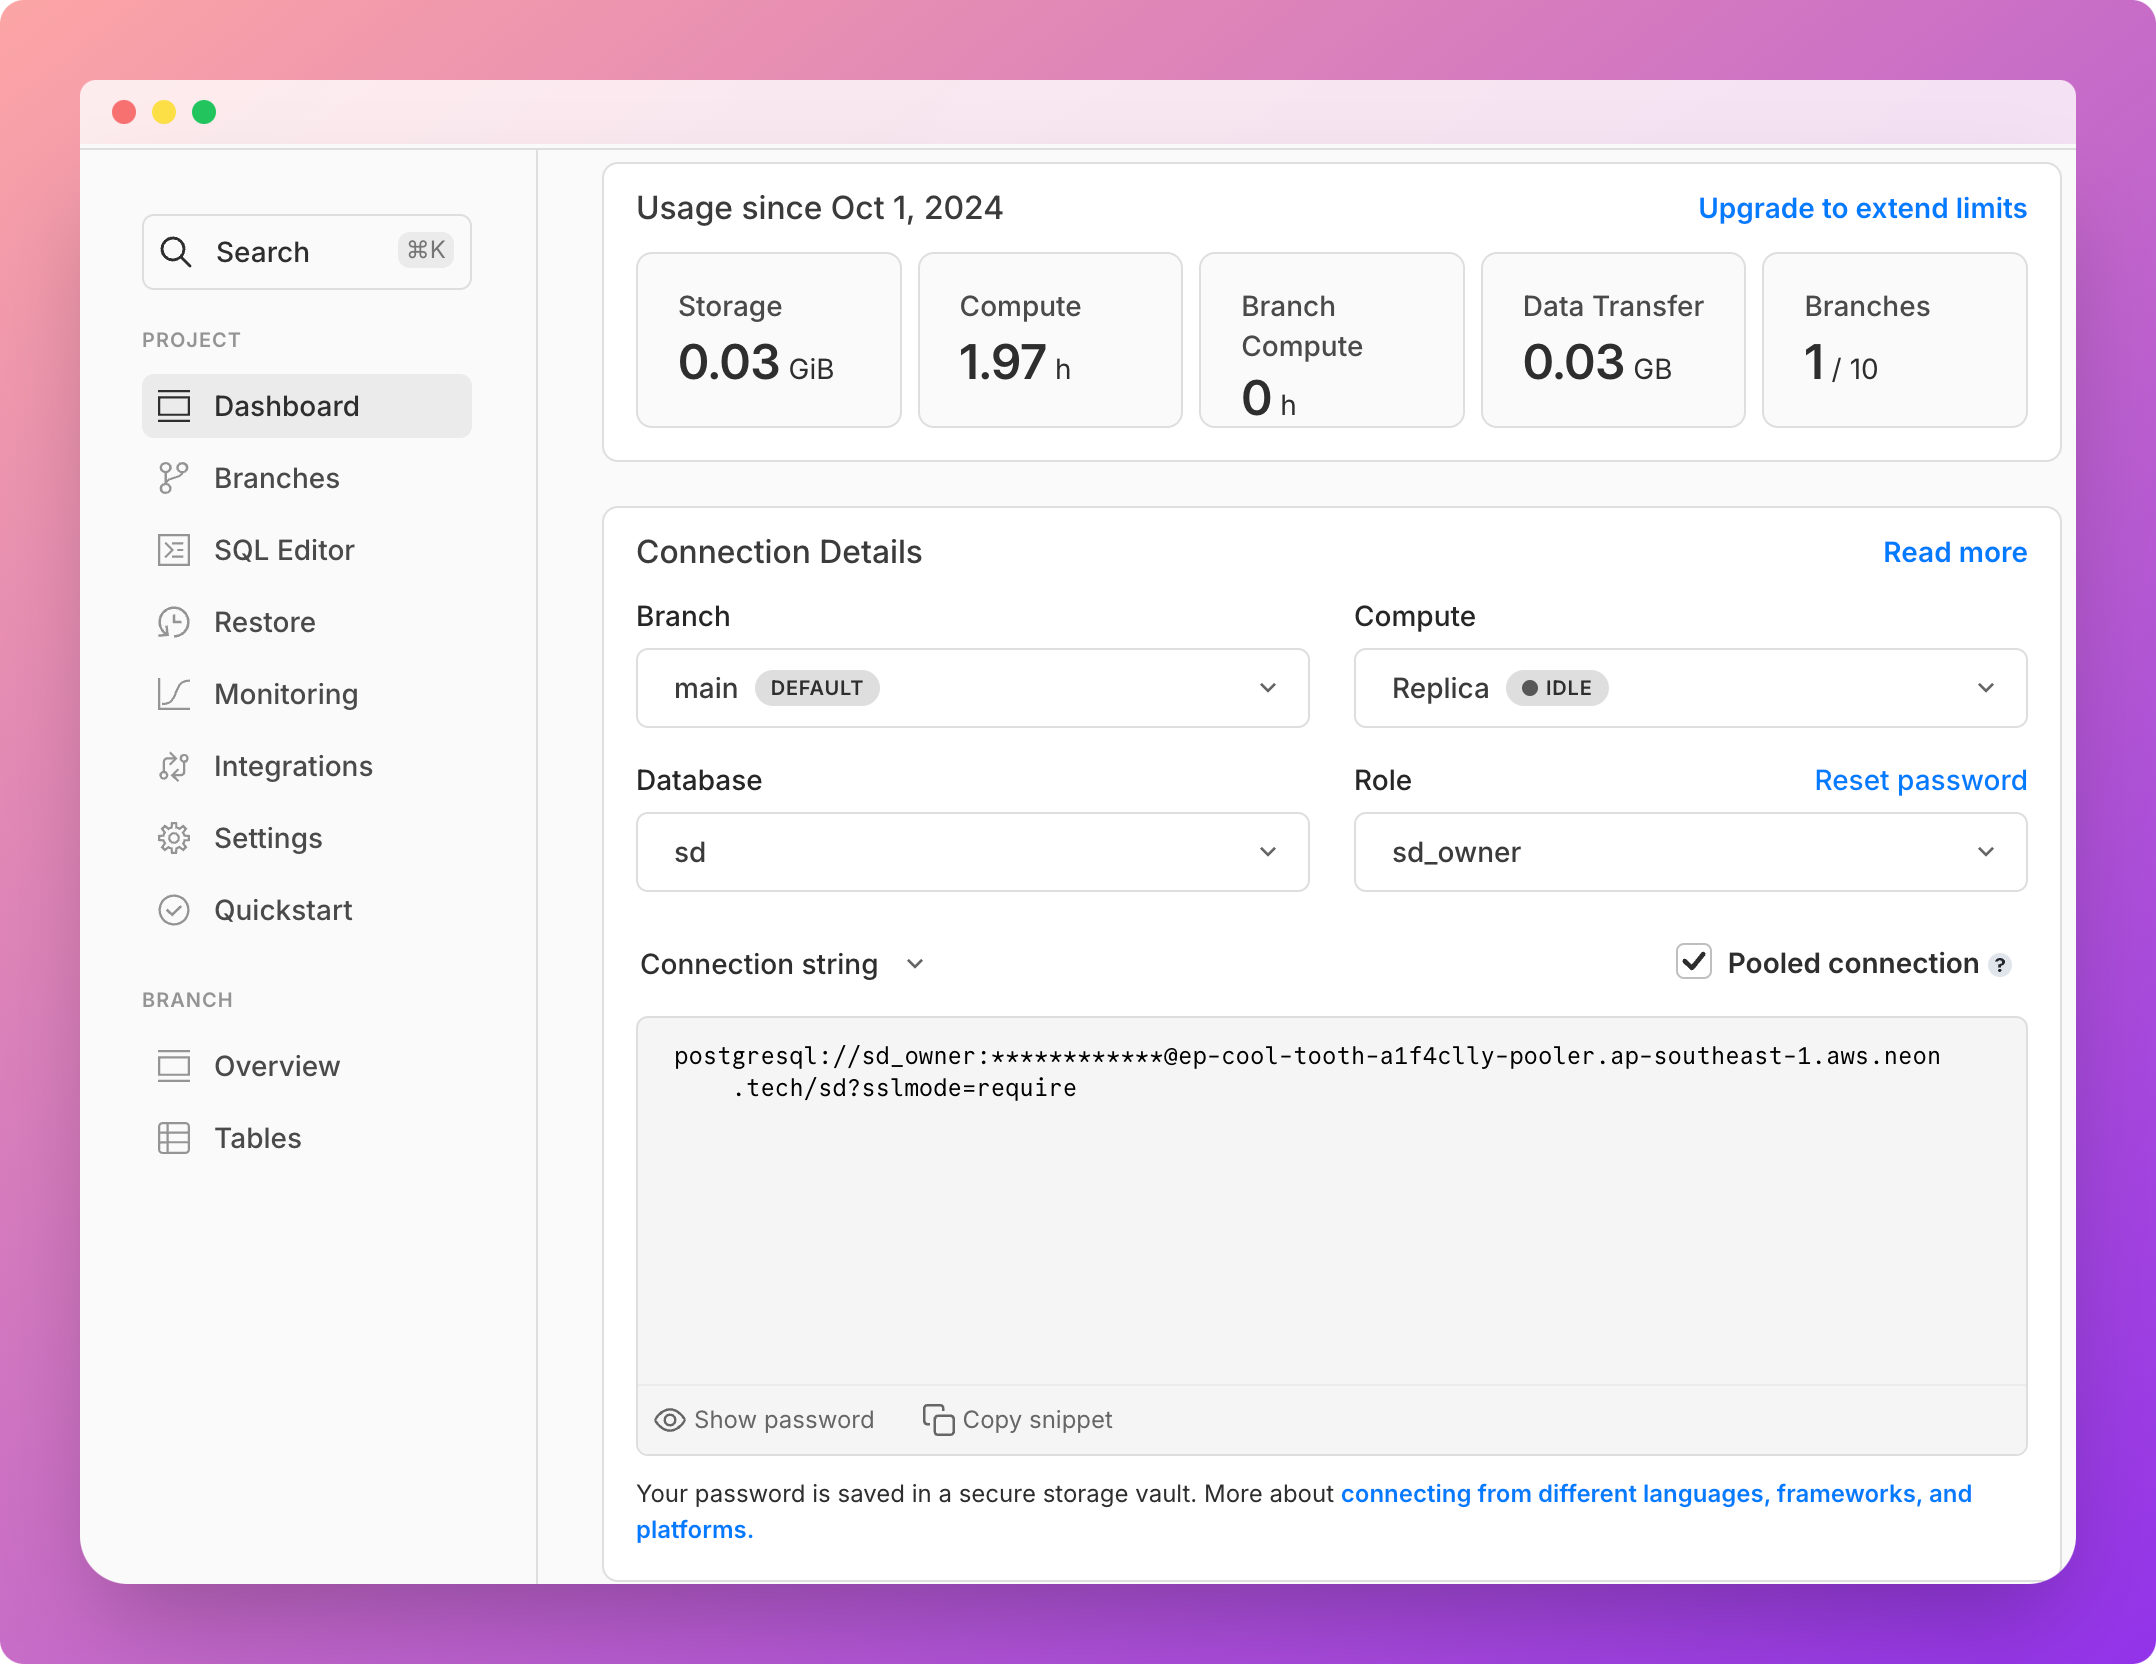 Search ⌘K
PROJECT
Dashboard
Branches
SQL Editor
Restore
Monitoring
Integrations
Settings
Quickstart
BRANCH
Overview
Tables
Usage since Oct 1, 2024
Upgrade to extend limits
Storage
0.03 GiB
Compute
1.97 h
Branch
Compute
0 h
Data Transfer
0.03 GB
Branches
1 / 10
Connection Details
Read more
Branch
main DEFAULT
Compute
Replica IDLE
Database
sd
Role
Reset password
sd_owner
Connection string
Pooled connection ?
postgresql://sd_owner:************@ep-cool-tooth-a1f4clly-pooler.ap-southeast-1.aws.neon
.tech/sd?sslmode=require
Show password
Copy snippet
Your password is saved in a secure storage vault. More about connecting from different languages, frameworks, and
platforms.